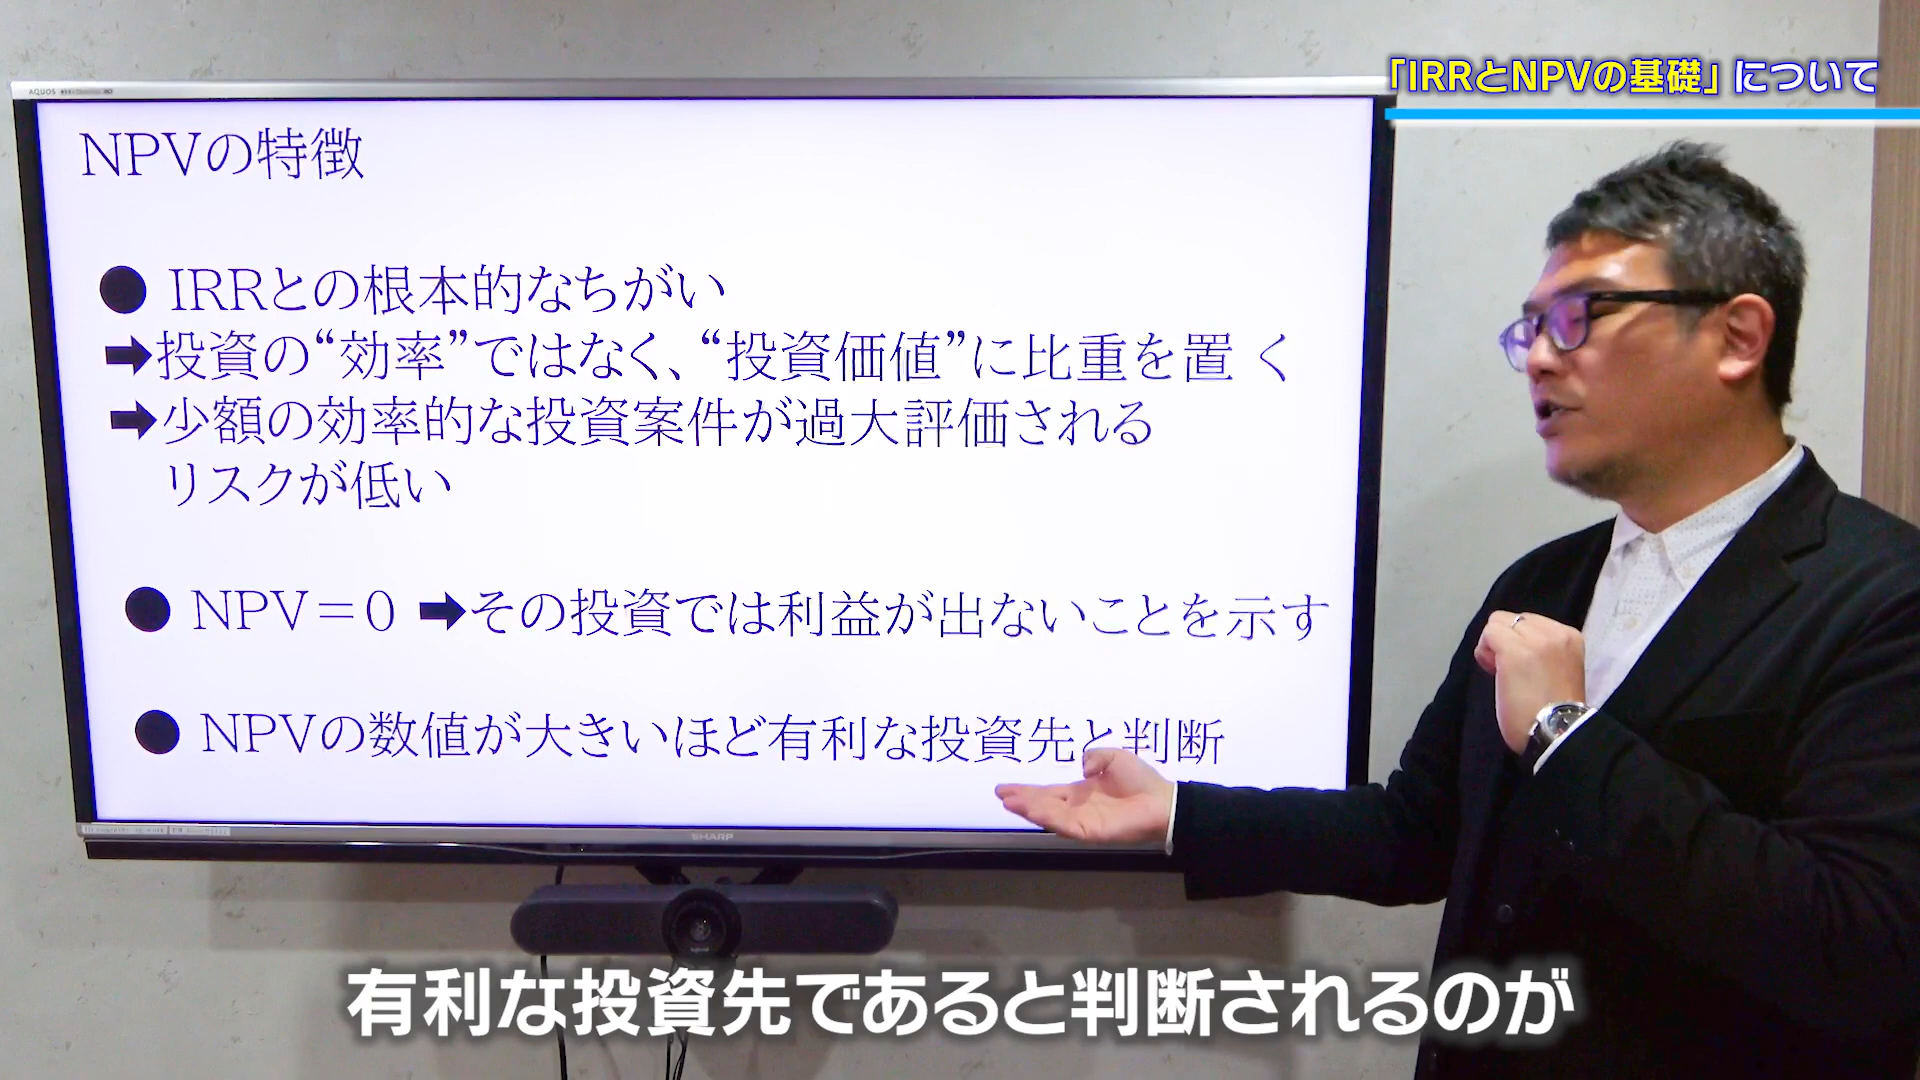 「IRRとNPVの基礎」について
AQUOS
NPVの特徴
● IRRとの根本的なちがい
➡投資の“効率”ではなく、“投資価値”に比重を置 く
➡少額の効率的な投資案件が過大評価される
リスクが低い
● NPV＝0 ➡その投資では利益が出ないことを示す
● NPVの数値が大きいほど有利な投資先と判断
SHARP
有利な投資先であると判断されるのが